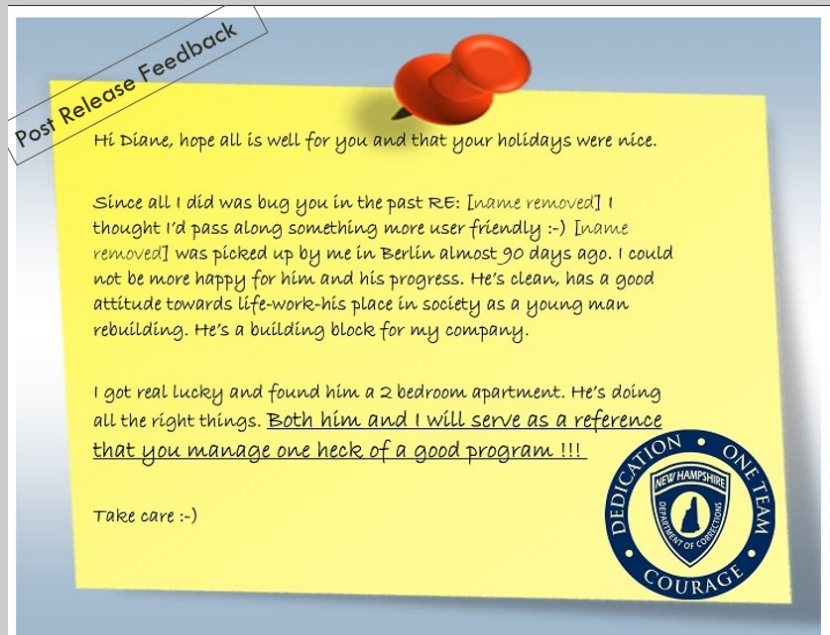 Post Release Feedback
Hi Diane, hope all is well for you and that your holidays were nice.
Since all I did was bug you in the past RE: [name removed] I
thought I'd pass along something more user friendly :-) [name
removed] was picked up by me in Berlin almost 90 days ago. I could
not be more happy for him and his progress. He's clean, has a good
attitude towards life-work-his place in society as a young man
rebuilding. He's a building block for my company.
I got real lucky and found him a 2 bedroom apartment. He's doing
all the right things. Both him and I will serve as a reference
that you manage one heck of a good program !!!
Take care :-)
DEDICATION • ONE TEAM • COURAGE •
NEW HAMPSHIRE
DEPARTMENT OF CORRECTIONS